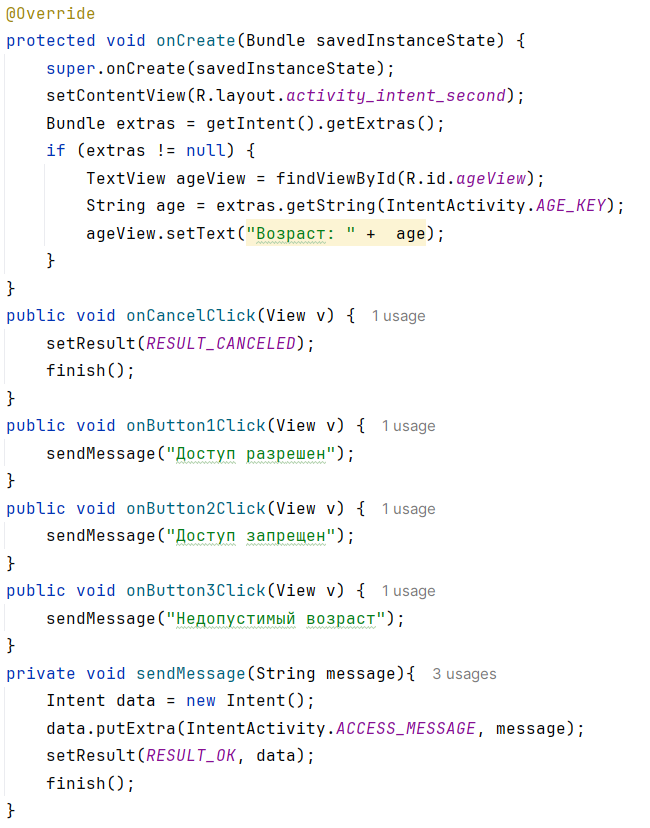 @Override
protected void onCreate(Bundle savedInstanceState) {
    super.onCreate(savedInstanceState);
    setContentView(R.layout.activity_intent_second);
    Bundle extras = getIntent().getExtras();
    if (extras != null) {
        TextView ageView = findViewById(R.id.ageView);
        String age = extras.getString(IntentActivity.AGE_KEY);
        ageView.setText("Возраст: " +  age);
    }
}
public void onCancelClick(View v) {  1 usage
    setResult(RESULT_CANCELED);
    finish();
}
public void onButton1Click(View v) {  1 usage
    sendMessage("Доступ разрешен");
}
public void onButton2Click(View v) {  1 usage
    sendMessage("Доступ запрещен");
}
public void onButton3Click(View v) {  1 usage
    sendMessage("Недопустимый возраст");
}
private void sendMessage(String message){  3 usages
    Intent data = new Intent();
    data.putExtra(IntentActivity.ACCESS_MESSAGE, message);
    setResult(RESULT_OK, data);
    finish();
}